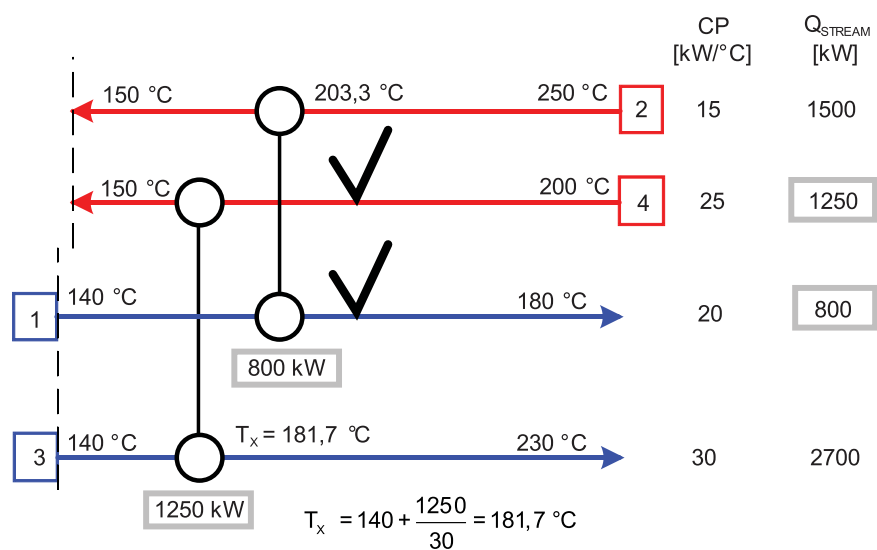 CP
[kW/°C]
Q_STREAM
[kW]
150 °C 203,3 °C 250 °C 2 15 1500
150 °C 200 °C 4 25 1250
1 140 °C 180 °C 20 800
800 kW
3 140 °C T_X = 181,7 °C 230 °C 30 2700
1250 kW
T_X = 140 + 1250/30 = 181,7 °C